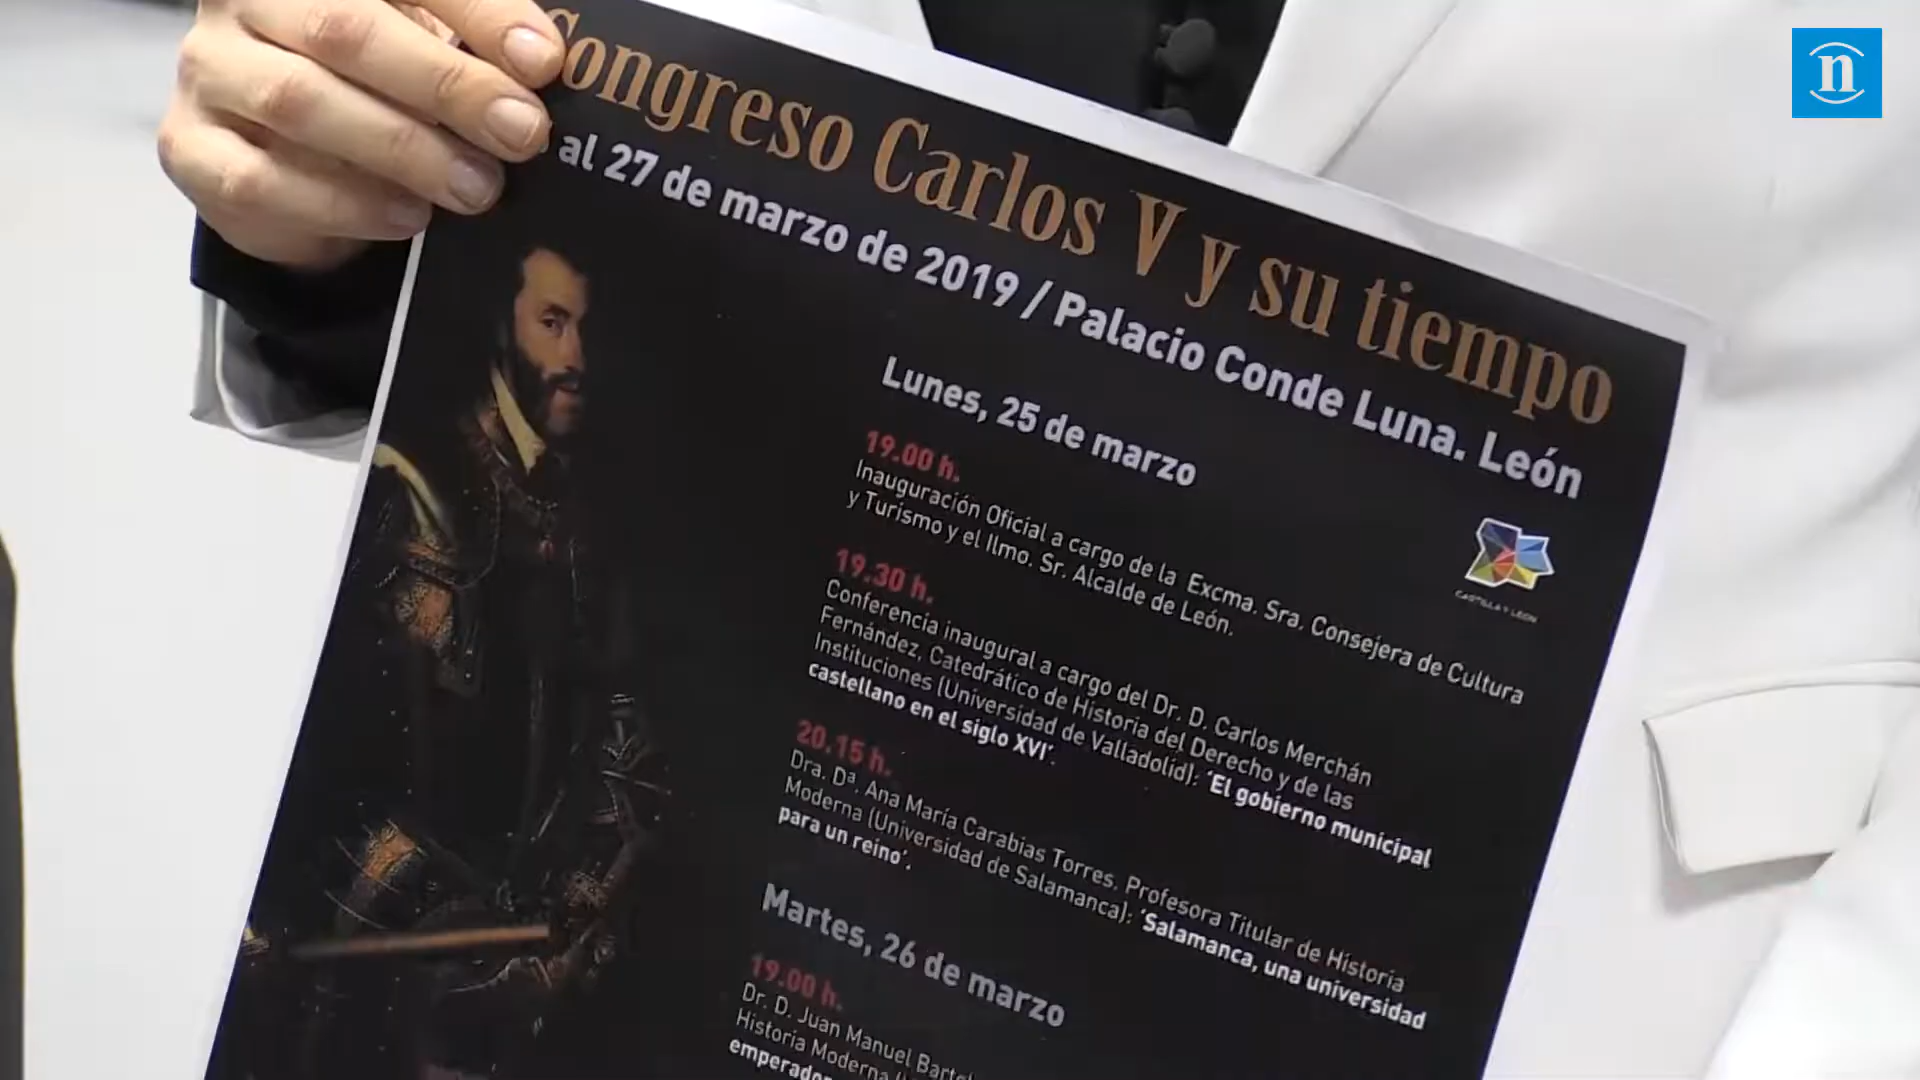 Congreso Carlos V y su tiempo
al 27 de marzo de 2019 / Palacio Conde Luna. León
Lunes, 25 de marzo
19.00 h.
Inauguración Oficial a cargo de la Excma. Sra. Consejera de Cultura
y Turismo y el Ilmo. Sr. Alcalde de León.
19.30 h.
Conferencia inaugural a cargo del Dr. D. Carlos Merchán
Fernández, Catedrático de Historia del Derecho y de las
Instituciones (Universidad de Valladolid): ‘El gobierno municipal
castellano en el siglo XVI’.
20.15 h.
Dra. Dª. Ana María Carabias Torres, Profesora Titular de Historia
Moderna (Universidad de Salamanca): ‘Salamanca, una universidad
para un reino’.
Martes, 26 de marzo
19.00 h.
Dr. D. Juan Manuel
Historia Moderna
CASTILLA Y LEÓN
n